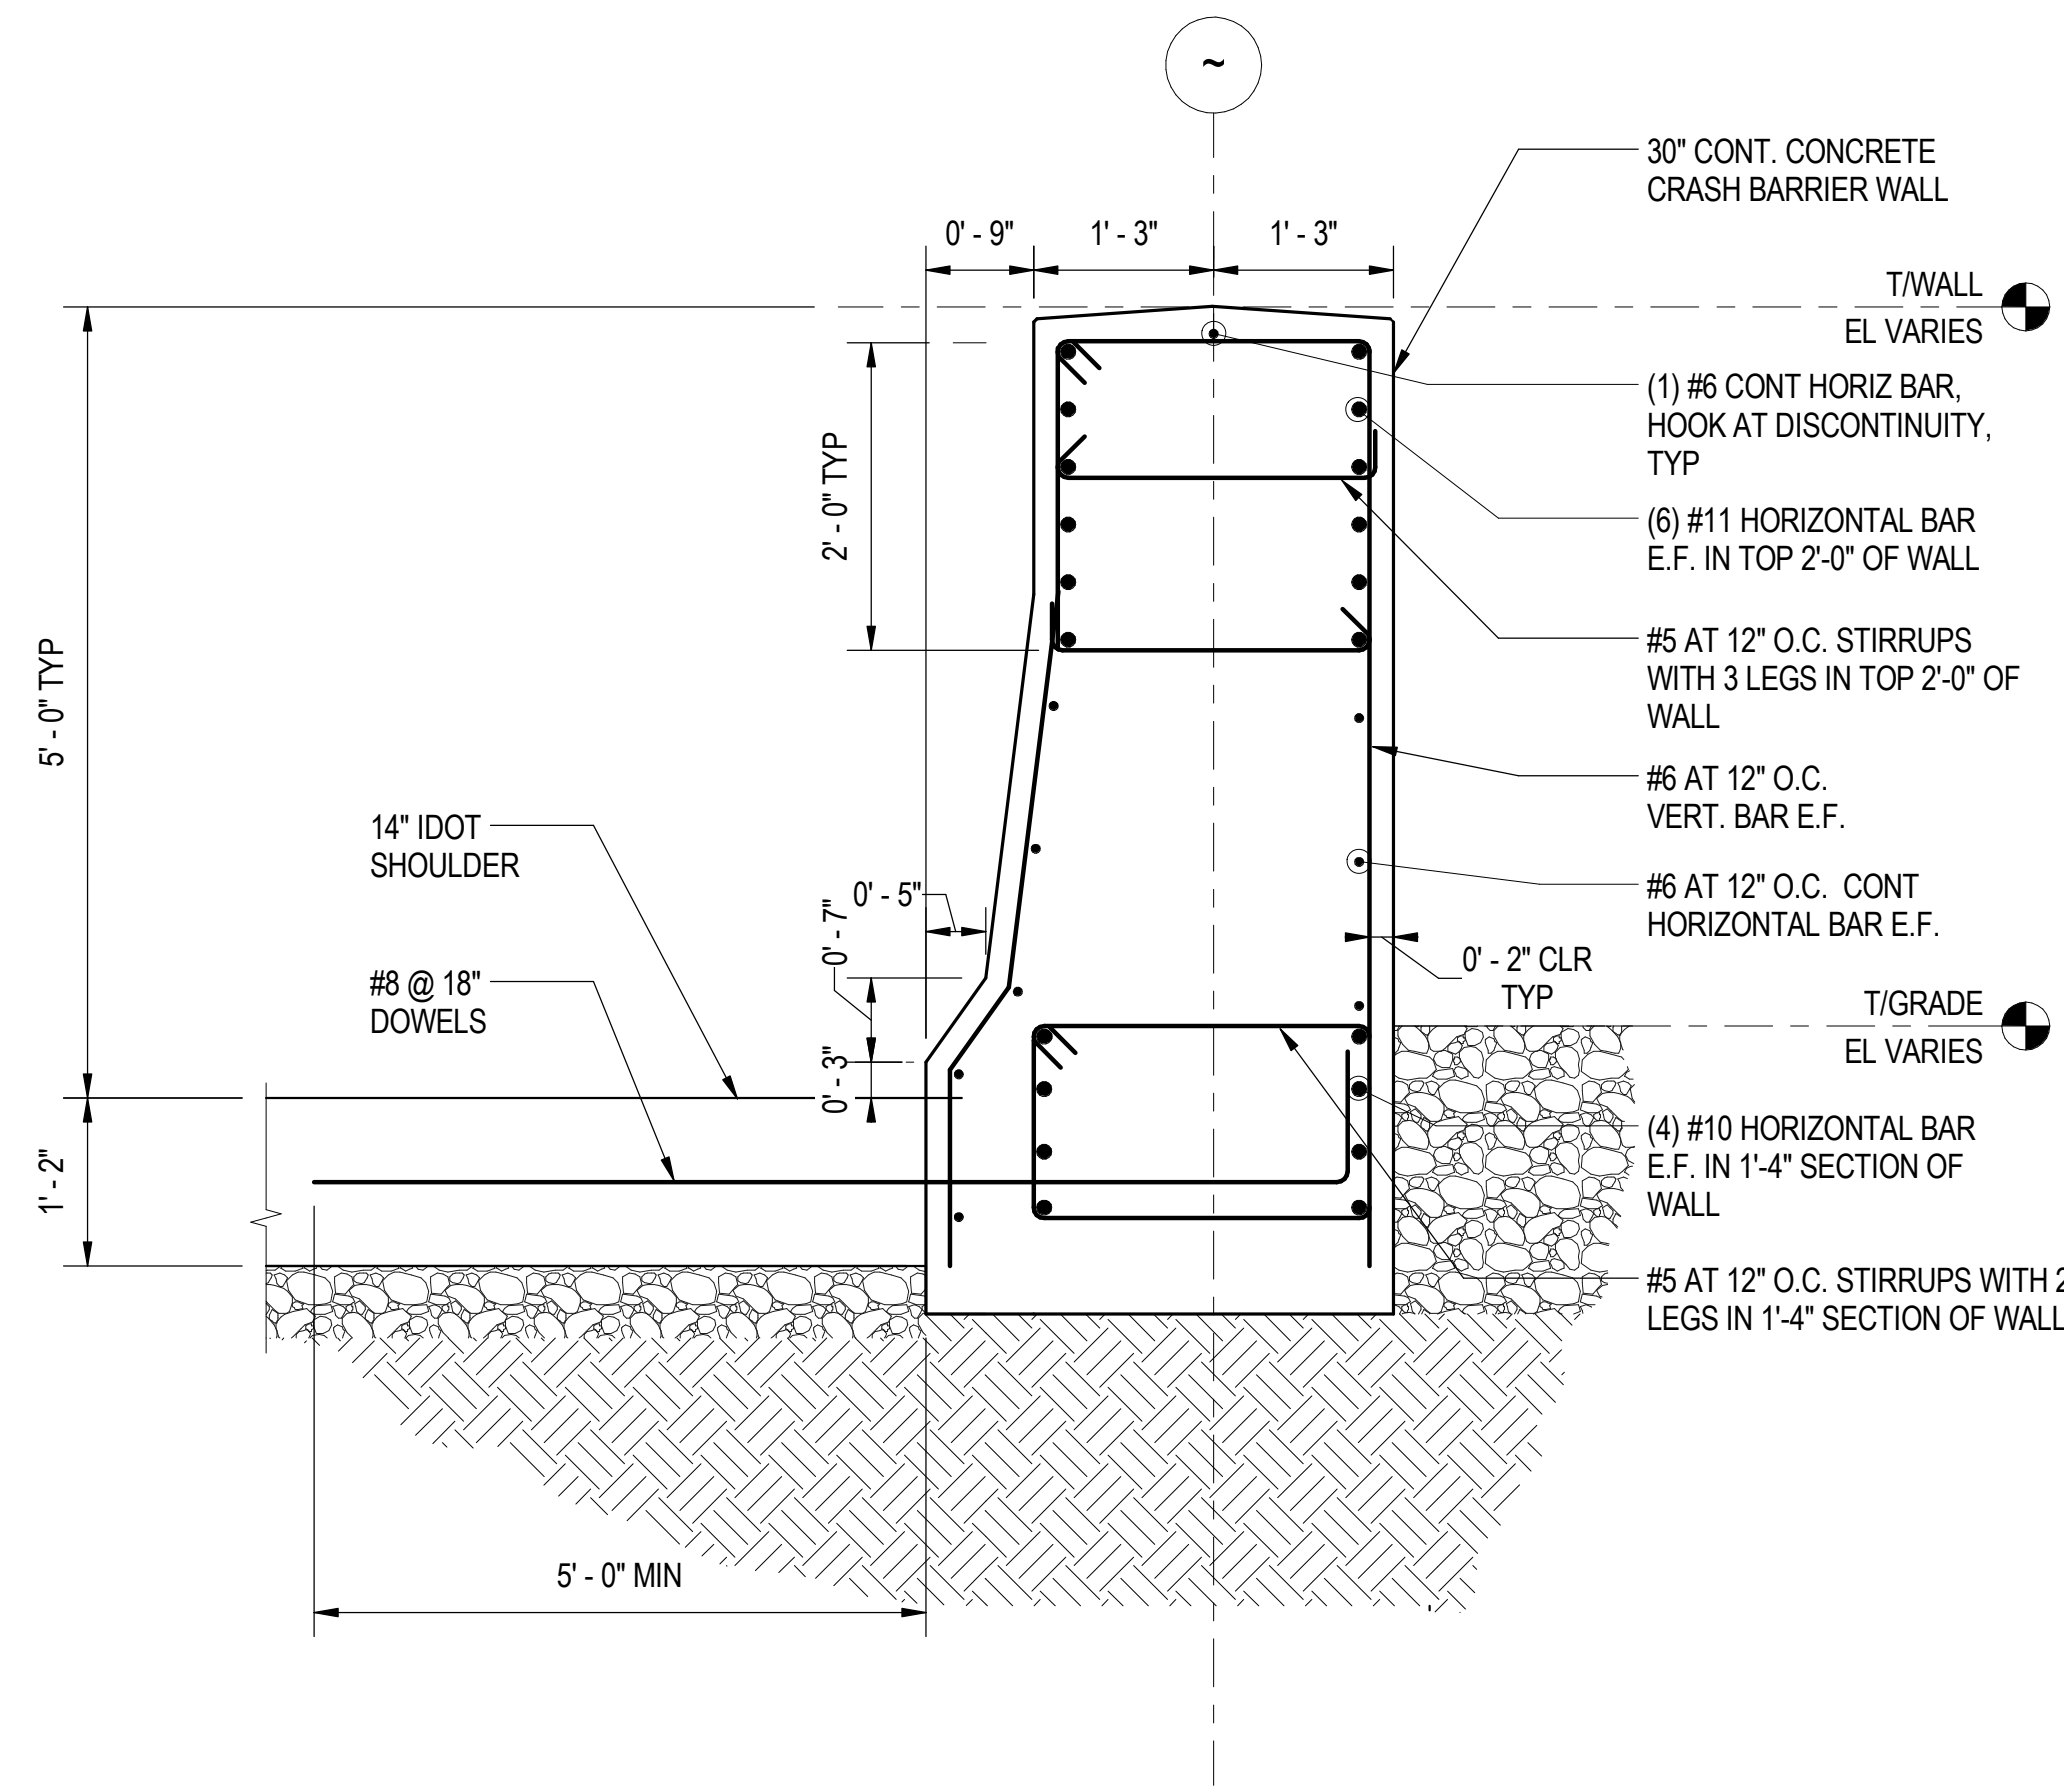 ~
30" CONT. CONCRETE
CRASH BARRIER WALL
0' - 9"
1' - 3"
1' - 3"
T/WALL
EL VARIES
(1) #6 CONT HORIZ BAR,
HOOK AT DISCONTINUITY,
TYP
2' - 0" TYP
(6) #11 HORIZONTAL BAR
E.F. IN TOP 2'-0" OF WALL
#5 AT 12" O.C. STIRRUPS
WITH 3 LEGS IN TOP 2'-0" OF
WALL
5' - 0" TYP
#6 AT 12" O.C.
VERT. BAR E.F.
14" IDOT
SHOULDER
0' - 5"
0' - 7"
#6 AT 12" O.C. CONT
HORIZONTAL BAR E.F.
0' - 2" CLR
TYP
#8 @ 18"
DOWELS
T/GRADE
EL VARIES
0' - 3"
(4) #10 HORIZONTAL BAR
E.F. IN 1'-4" SECTION OF
WALL
1' - 2"
#5 AT 12" O.C. STIRRUPS WITH 2
LEGS IN 1'-4" SECTION OF WALL
5' - 0" MIN